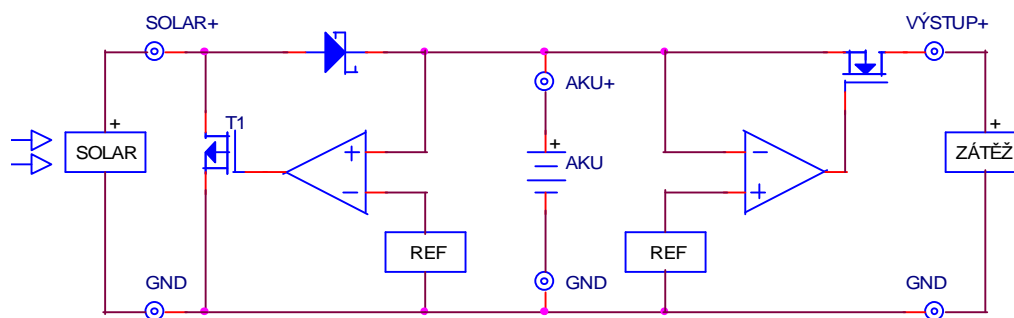 SOLAR+
VÝSTUP+
AKU+
T1
+
SOLAR
+
−
+
AKU
−
+
+
ZÁTĚŽ
REF
REF
GND
GND
GND